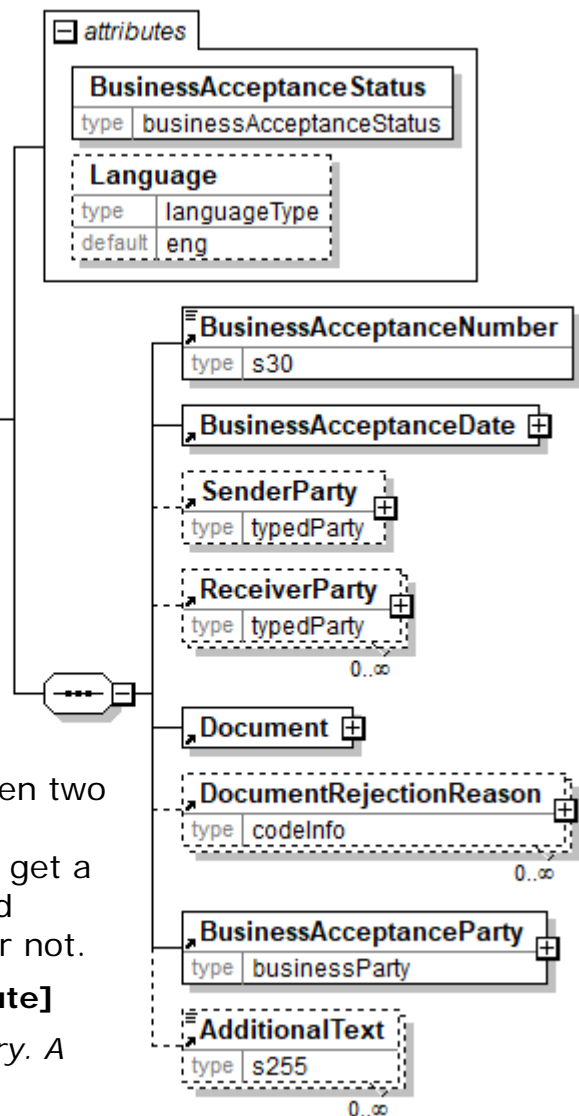 attributes
BusinessAcceptanceStatus
type businessAcceptanceStatus
Language
type languageType
default eng
BusinessAcceptanceNumber
type s30
BusinessAcceptanceDate
SenderParty
type typedParty
ReceiverParty
type typedParty
0..∞
Document
DocumentRejectionReason
type codeInfo
0..∞
BusinessAcceptanceParty
type businessParty
AdditionalText
type s255
0..∞
en two
get a
d
r not.
ute]
ry. A